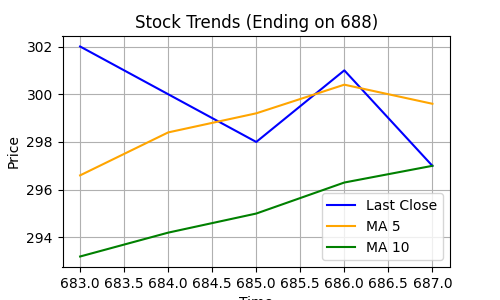 Stock Trends (Ending on 688)
Price
302
300
298
296
294
Last Close
MA 5
MA 10
683.0 683.5 684.0 684.5 685.0 685.5 686.0 686.5 687.0
Time